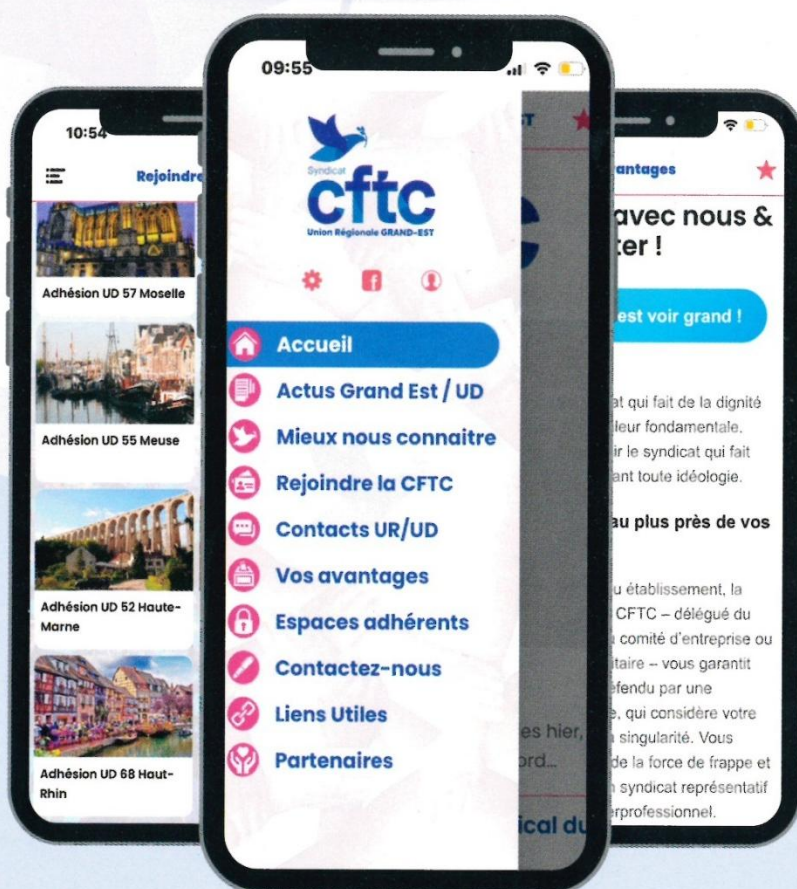 10:54
Rejoindre
Adhésion UD 57 Moselle
Adhésion UD 55 Meuse
Adhésion UD 52 Haute-
Marne
Adhésion UD 68 Haut-
Rhin
09:55
Syndicat
cftc
Union Régionale GRAND-EST
Accueil
Actus Grand Est / UD
Mieux nous connaitre
Rejoindre la CFTC
Contacts UR/UD
Vos avantages
Espaces adhérents
Contactez-nous
Liens Utiles
Partenaires
ST
es hier,
ord...
ical du
antages
avec nous &
ter !
est voir grand !
at qui fait de la dignité
leur fondamentale.
ir le syndicat qui fait
ant toute idéologie.
au plus près de vos
u établissement, la
CFTC – délégué du
comité d'entreprise ou
itaire – vous garantit
éfendu par une
e, qui considère votre
singularité. Vous
de la force de frappe et
syndicat représentatif
erprofessionnel.